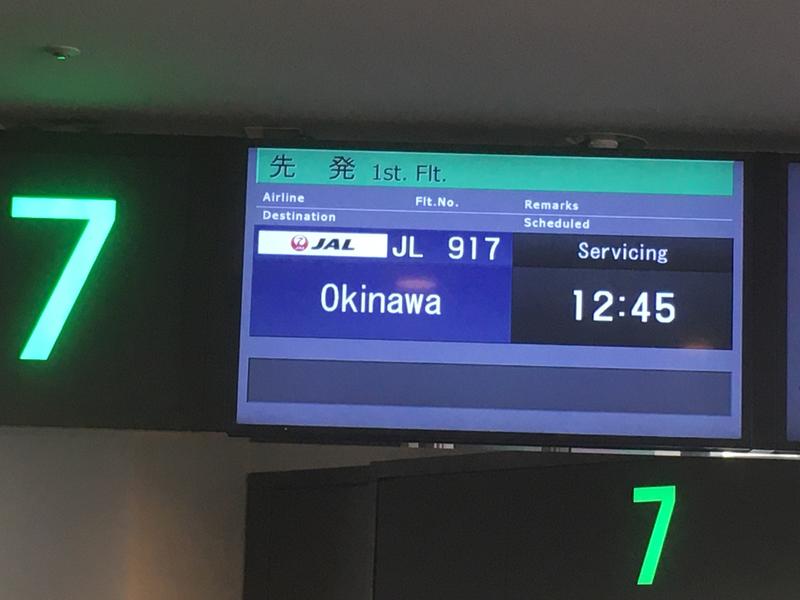 7
先 発 1st. Flt.
Airline Flt.No. Remarks
Destination Scheduled
JAL JL 917 Servicing
Okinawa 12:45
7